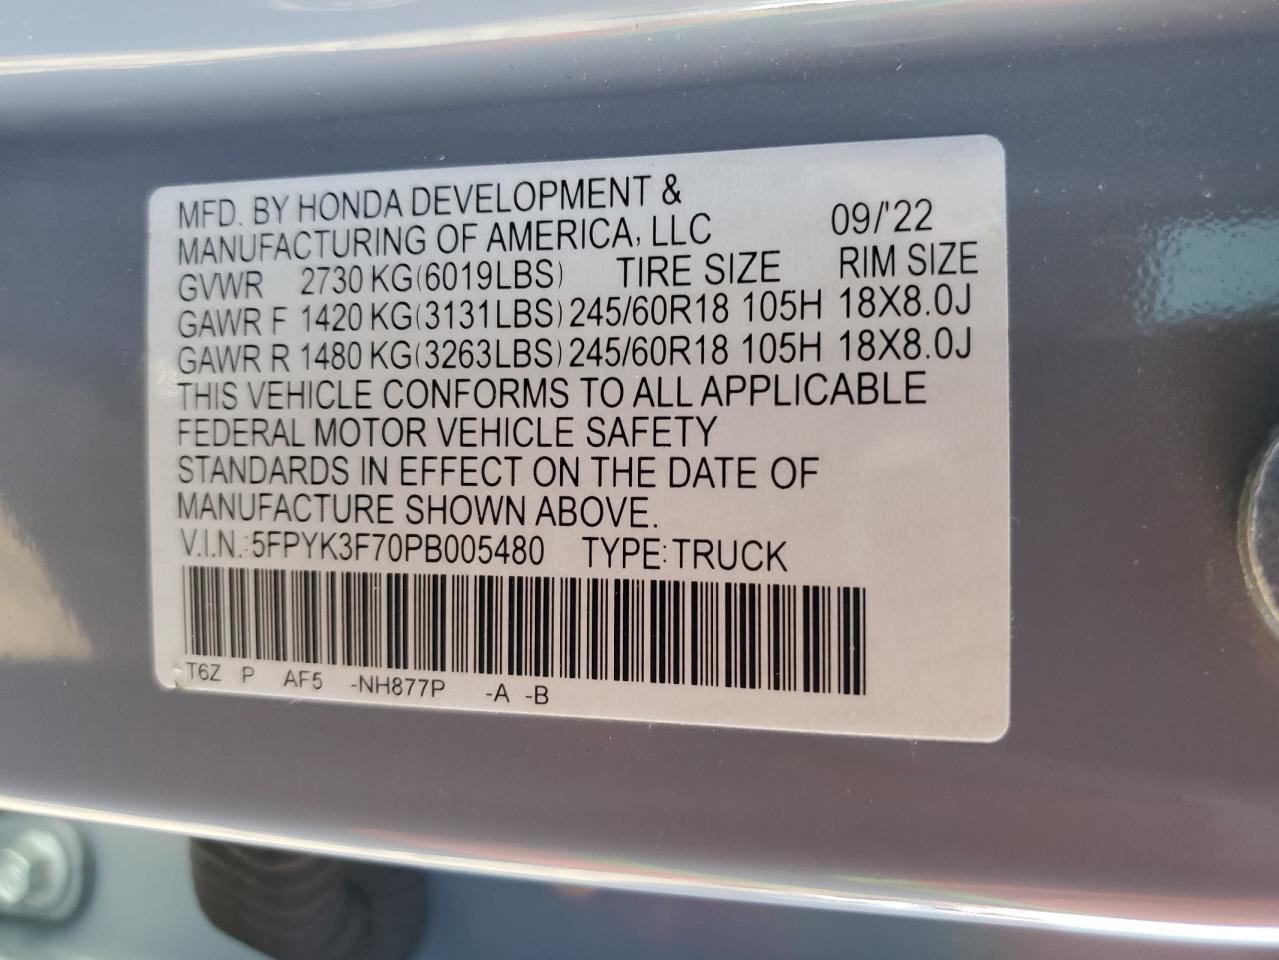 MFD. BY HONDA DEVELOPMENT &
MANUFACTURING OF AMERICA, LLC 09/'22
GVWR 2730 KG(6019LBS) TIRE SIZE RIM SIZE
GAWR F 1420 KG(3131LBS) 245/60R18 105H 18X8.0J
GAWR R 1480 KG(3263LBS) 245/60R18 105H 18X8.0J
THIS VEHICLE CONFORMS TO ALL APPLICABLE
FEDERAL MOTOR VEHICLE SAFETY
STANDARDS IN EFFECT ON THE DATE OF
MANUFACTURE SHOWN ABOVE.
V.I.N.:5FPYK3F70PB005480 TYPE:TRUCK
T6Z P AF5 -NH877P -A -B